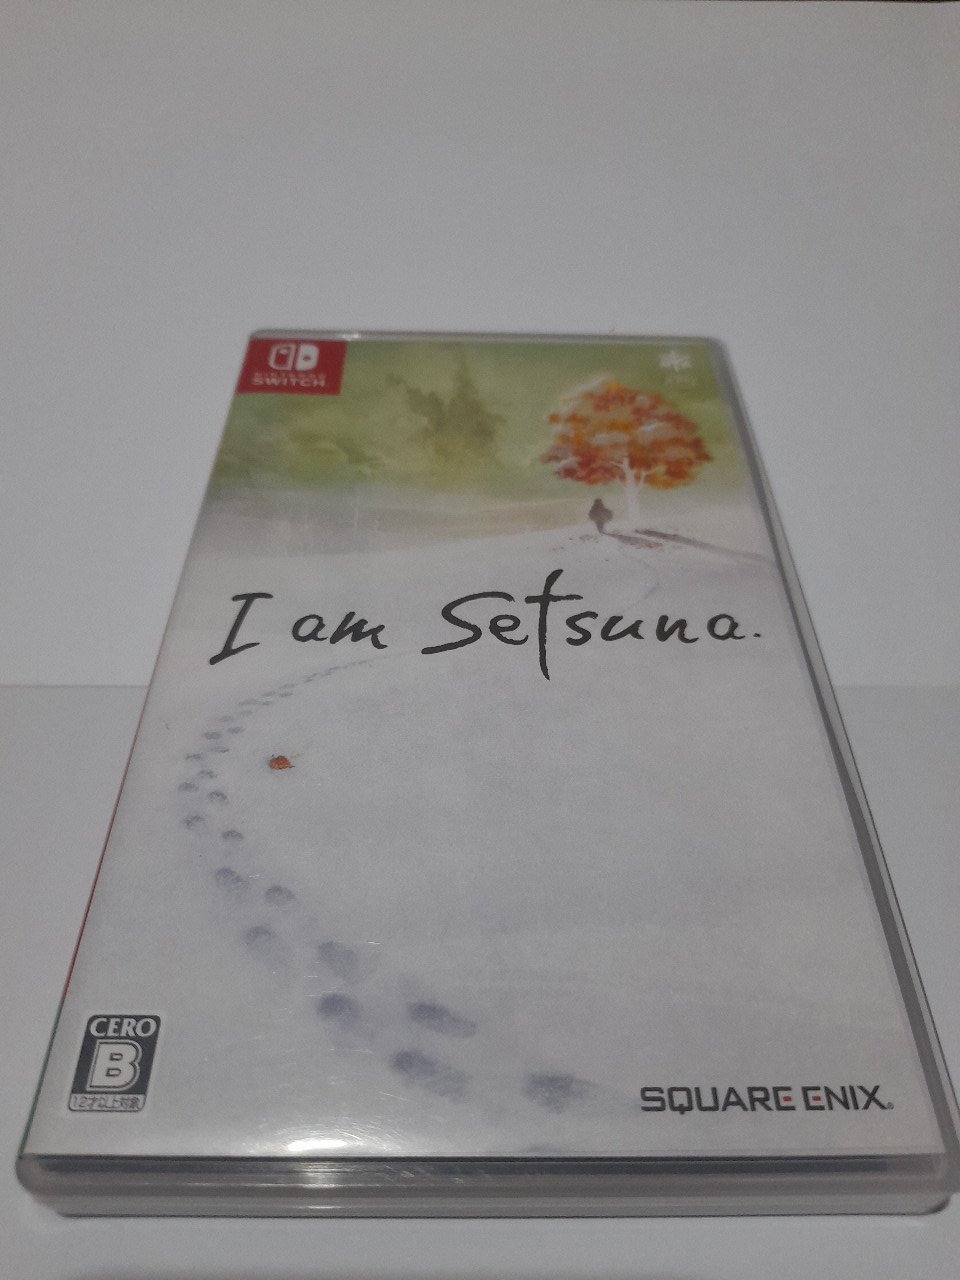 NINTENDO
SWITCH
I am Setsuna.
CERO
B
12才以上対象
SQUARE ENIX®